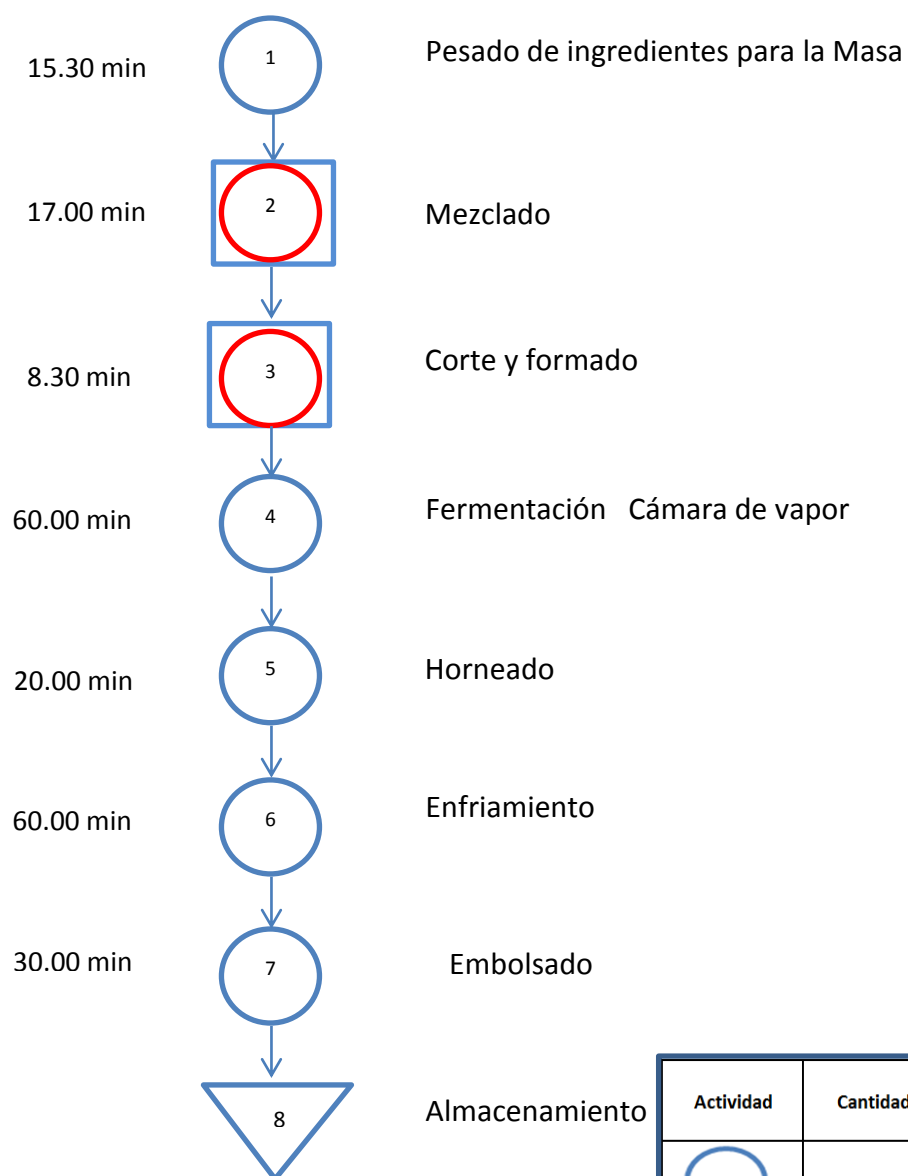 15.30 min 1 Pesado de ingredientes para la Masa
17.00 min 2 Mezclado
8.30 min 3 Corte y formado
60.00 min 4 Fermentación Cámara de vapor
20.00 min 5 Horneado
60.00 min 6 Enfriamiento
30.00 min 7 Embolsado
8 Almacenamiento
Actividad Cantidad